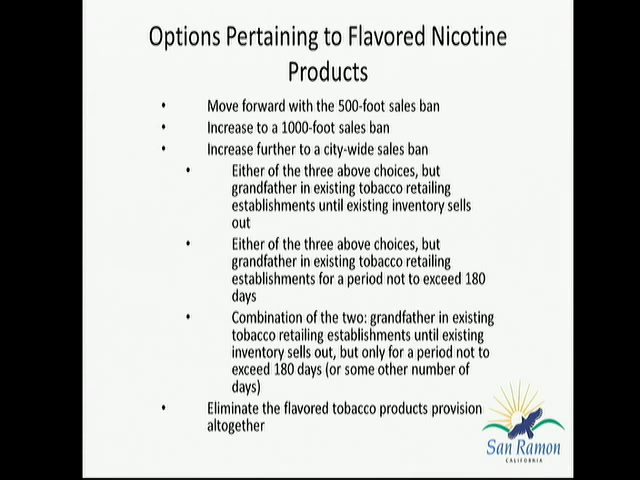 Options Pertaining to Flavored Nicotine
Products
• Move forward with the 500-foot sales ban
• Increase to a 1000-foot sales ban
• Increase further to a city-wide sales ban
• Either of the three above choices, but
grandfather in existing tobacco retailing
establishments until existing inventory sells
out
• Either of the three above choices, but
grandfather in existing tobacco retailing
establishments for a period not to exceed 180
days
• Combination of the two: grandfather in existing
tobacco retailing establishments until existing
inventory sells out, but only for a period not to
exceed 180 days (or some other number of
days)
• Eliminate the flavored tobacco products provision
altogether
San Ramon
CALIFORNIA